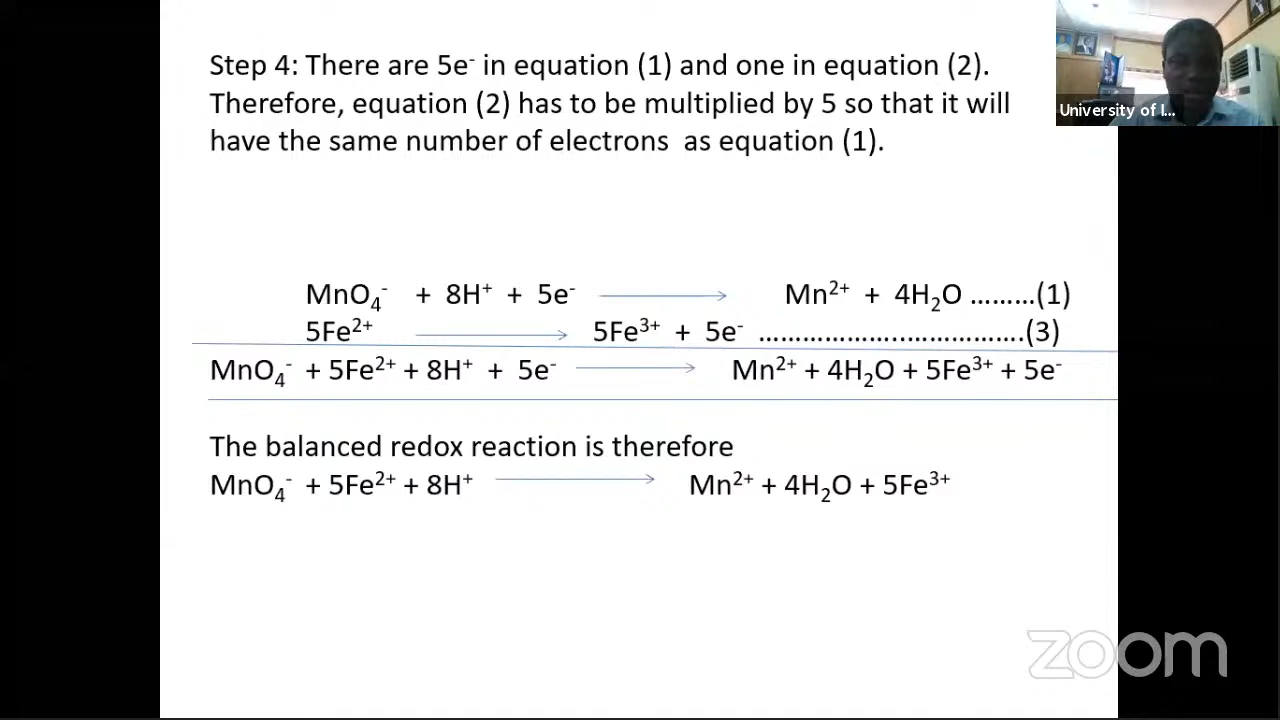 Step 4: There are 5e⁻ in equation (1) and one in equation (2).
Therefore, equation (2) has to be multiplied by 5 so that it will
have the same number of electrons as equation (1).
MnO₄⁻ + 8H⁺ + 5e⁻ ⟶ Mn²⁺ + 4H₂O ………(1)
5Fe²⁺ ⟶ 5Fe³⁺ + 5e⁻ ………………..………….(3)
MnO₄⁻ + 5Fe²⁺ + 8H⁺ + 5e⁻ ⟶ Mn²⁺ + 4H₂O + 5Fe³⁺ + 5e⁻
The balanced redox reaction is therefore
MnO₄⁻ + 5Fe²⁺ + 8H⁺ ⟶ Mn²⁺ + 4H₂O + 5Fe³⁺
University of I...
zoom